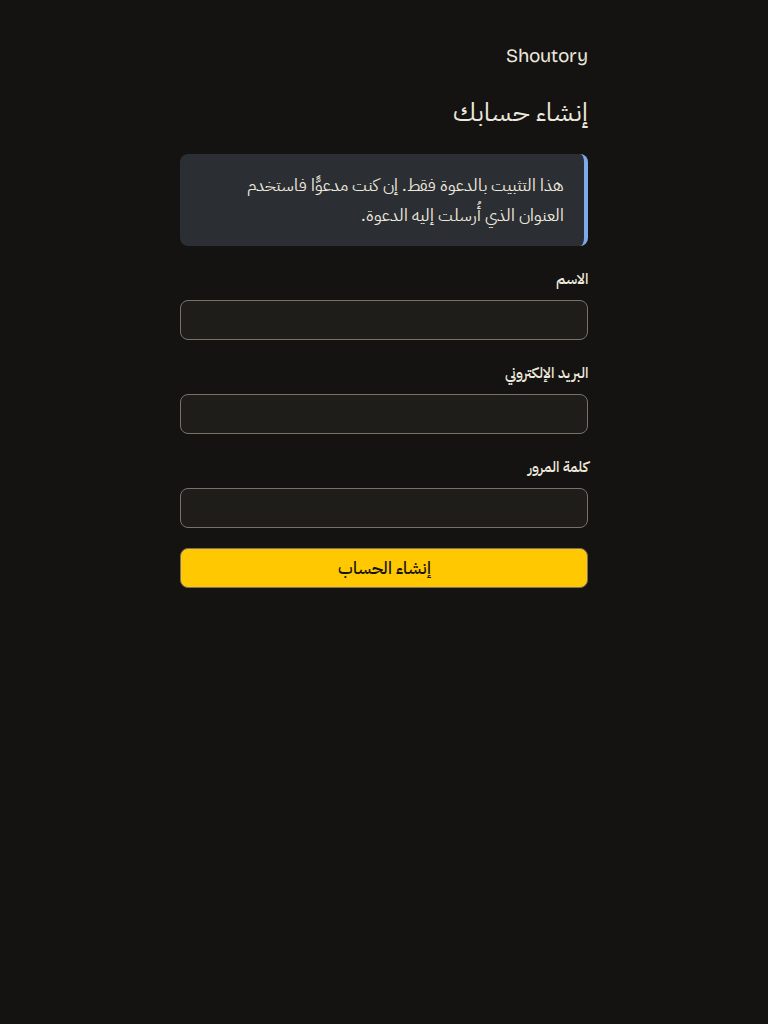 Shoutory
إنشاء حسابك
هذا التثبيت بالدعوة فقط. إن كنت مدعوًّا فاستخدم
العنوان الذي أُرسلت إليه الدعوة.
الاسم
البريد الإلكتروني
كلمة المرور
إنشاء الحساب